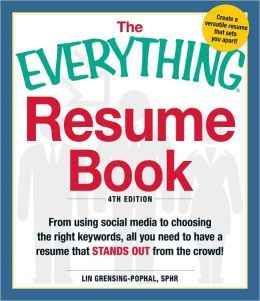 The
EVERYTHING®
Create a
versatile resume
that sets
you apart!
Resume
Book
4TH EDITION
From using social media to choosing
the right keywords, all you need to have a
resume that STANDS OUT from the crowd!
LIN GRENSING-POPHAL, SPHR